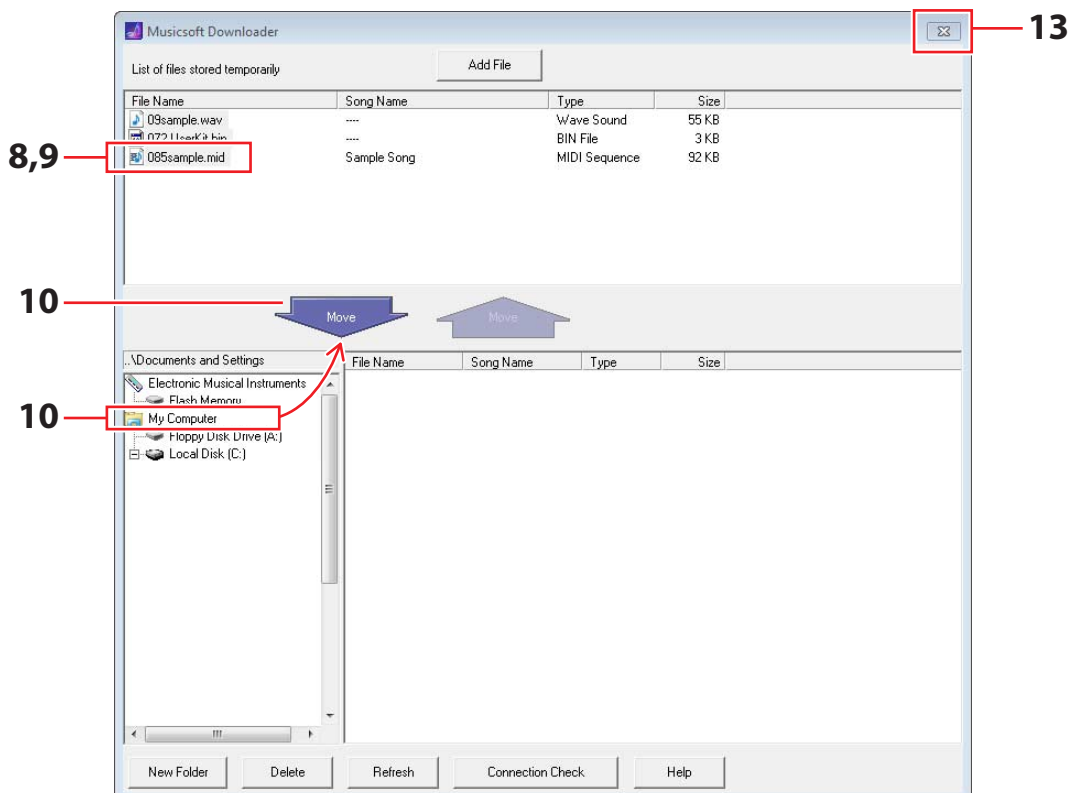 Musicsoft Downloader
13
List of files stored temporarily
Add File
File Name Song Name Type Size
09sample.wav ---- Wave Sound 55 KB
072UserKit.bin ---- BIN File 3 KB
8,9
085sample.mid Sample Song MIDI Sequence 92 KB
10
Move
Move
..\Documents and Settings
File Name Song Name Type Size
Electronic Musical Instruments
Flash Memory
10
My Computer
Floppy Disk Drive (A:)
Local Disk (C:)
New Folder
Delete
Refresh
Connection Check
Help